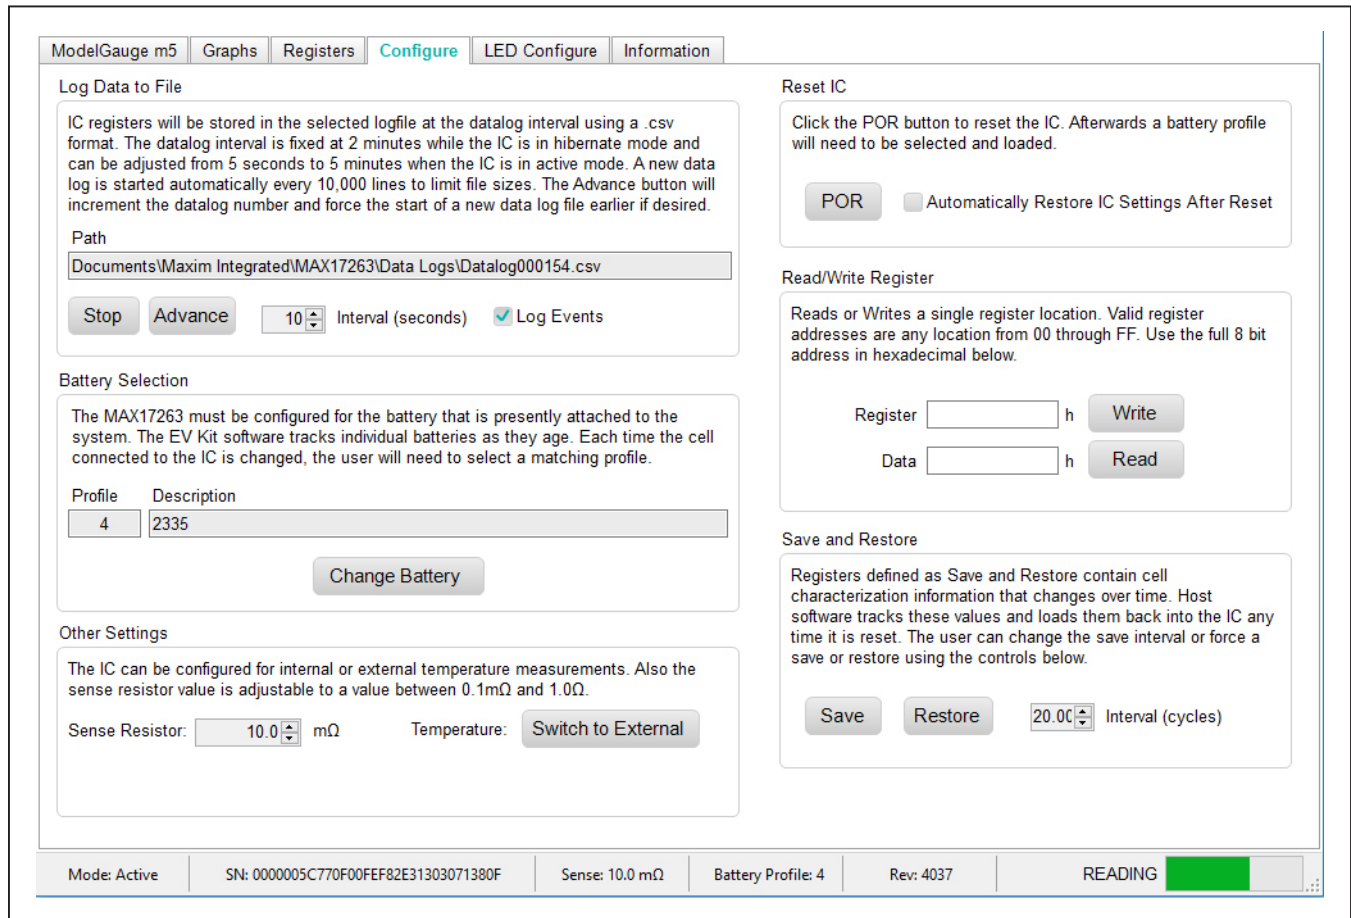 ModelGauge m5 Graphs Registers Configure LED Configure Information
Log Data to File
IC registers will be stored in the selected logfile at the datalog interval using a .csv
format. The datalog interval is fixed at 2 minutes while the IC is in hibernate mode and
can be adjusted from 5 seconds to 5 minutes when the IC is in active mode. A new data
log is started automatically every 10,000 lines to limit file sizes. The Advance button will
increment the datalog number and force the start of a new data log file earlier if desired.
Path
Documents\Maxim Integrated\MAX17263\Data Logs\Datalog000154.csv
Stop Advance 10 Interval (seconds) Log Events
Battery Selection
The MAX17263 must be configured for the battery that is presently attached to the
system. The EV Kit software tracks individual batteries as they age. Each time the cell
connected to the IC is changed, the user will need to select a matching profile.
Profile Description
4 2335
Change Battery
Other Settings
The IC can be configured for internal or external temperature measurements. Also the
sense resistor value is adjustable to a value between 0.1mΩ and 1.0Ω.
Sense Resistor: 10.0 mΩ Temperature: Switch to External
Reset IC
Click the POR button to reset the IC. Afterwards a battery profile
will need to be selected and loaded.
POR Automatically Restore IC Settings After Reset
Read/Write Register
Reads or Writes a single register location. Valid register
addresses are any location from 00 through FF. Use the full 8 bit
address in hexadecimal below.
Register h Write
Data h Read
Save and Restore
Registers defined as Save and Restore contain cell
characterization information that changes over time. Host
software tracks these values and loads them back into the IC any
time it is reset. The user can change the save interval or force a
save or restore using the controls below.
Save Restore 20.00 Interval (cycles)
Mode: Active SN: 0000005C770F00FEF82E31303071380F Sense: 10.0 mΩ Battery Profile: 4 Rev: 4037 READING